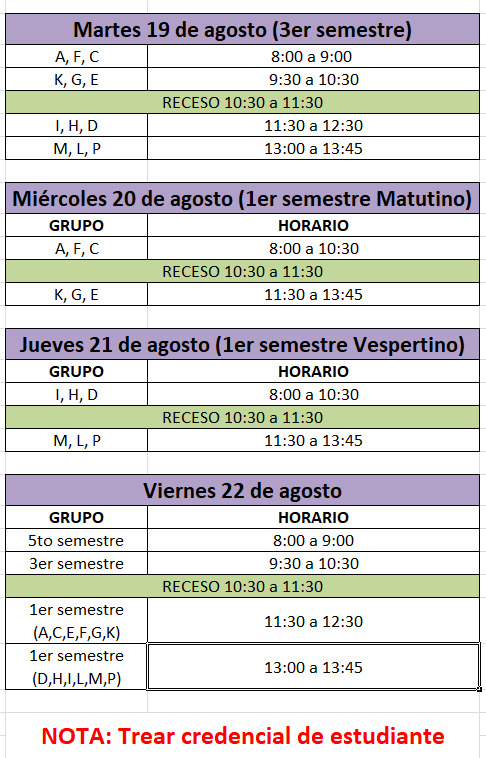 Martes 19 de agosto (3er semestre)
A, F, C 8:00 a 9:00
K, G, E 9:30 a 10:30
RECESO 10:30 a 11:30
I, H, D 11:30 a 12:30
M, L, P 13:00 a 13:45
Miércoles 20 de agosto (1er semestre Matutino)
GRUPO HORARIO
A, F, C 8:00 a 10:30
RECESO 10:30 a 11:30
K, G, E 11:30 a 13:45
Jueves 21 de agosto (1er semestre Vespertino)
GRUPO HORARIO
I, H, D 8:00 a 10:30
RECESO 10:30 a 11:30
M, L, P 11:30 a 13:45
Viernes 22 de agosto
GRUPO HORARIO
5to semestre 8:00 a 9:00
3er semestre 9:30 a 10:30
RECESO 10:30 a 11:30
1er semestre
(A,C,E,F,G,K) 11:30 a 12:30
1er semestre
(D,H,I,L,M,P) 13:00 a 13:45
NOTA: Trear credencial de estudiante